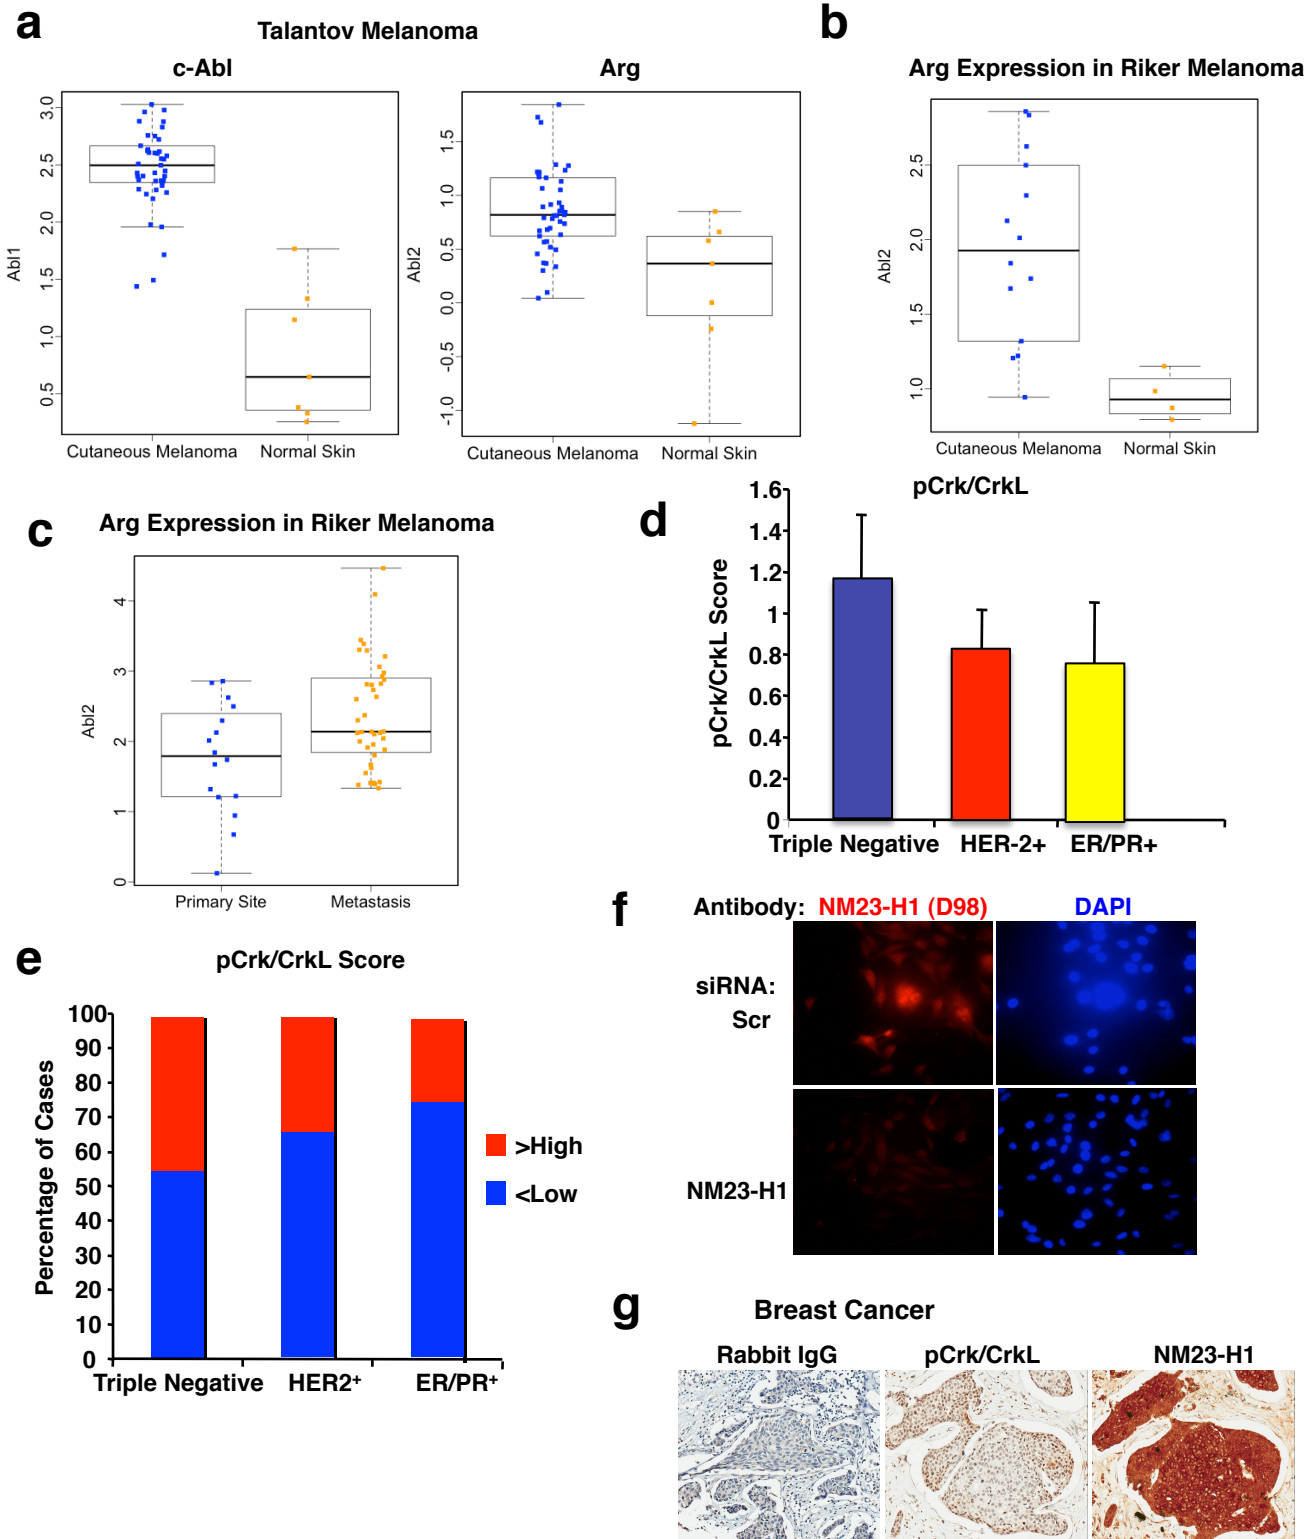 a
Talantov Melanoma
c-Abl
Arg
Abl1
3.0
2.5
2.0
1.5
1.0
0.5
Cutaneous Melanoma
Normal Skin
Abl2
1.5
1.0
0.5
0.0
-0.5
-1.0
Cutaneous Melanoma
Normal Skin
b
Arg Expression in Riker Melanoma
Abl2
2.5
2.0
1.5
1.0
Cutaneous Melanoma
Normal Skin
c
Arg Expression in Riker Melanoma
Abl2
4
3
2
1
0
Primary Site
Metastasis
d
pCrk/CrkL
pCrk/CrkL Score
1.6
1.4
1.2
1
0.8
0.6
0.4
0.2
0
Triple Negative
HER-2+
ER/PR+
e
pCrk/CrkL Score
Percentage of Cases
100
90
80
70
60
50
40
30
20
10
0
Triple Negative
HER2⁺
ER/PR⁺
>High
<Low
f
Antibody: NM23-H1 (D98)
DAPI
siRNA:
Scr
NM23-H1
g
Breast Cancer
Rabbit IgG
pCrk/CrkL
NM23-H1